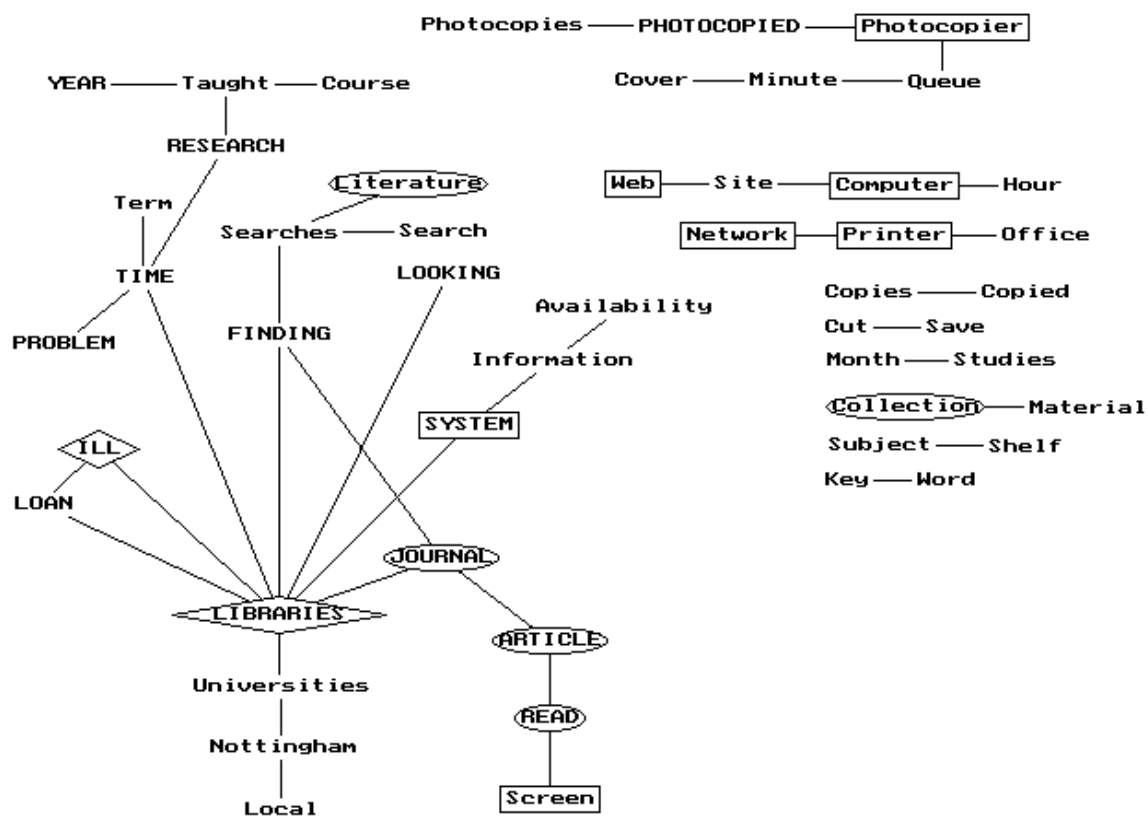 Photocopies PHOTOCOPIED Photocopier
YEAR Taught Course
Cover Minute Queue
RESEARCH
Literature
Web Site Computer Hour
Term
Searches Search
Network Printer Office
TIME
LOOKING
Copies Copied
Availability
Cut Save
PROBLEM
FINDING
Information
Month Studies
Collection Material
SYSTEM
Subject Shelf
ILL
Key Word
LOAN
JOURNAL
LIBRARIES
ARTICLE
Universities
READ
Nottingham
Screen
Local